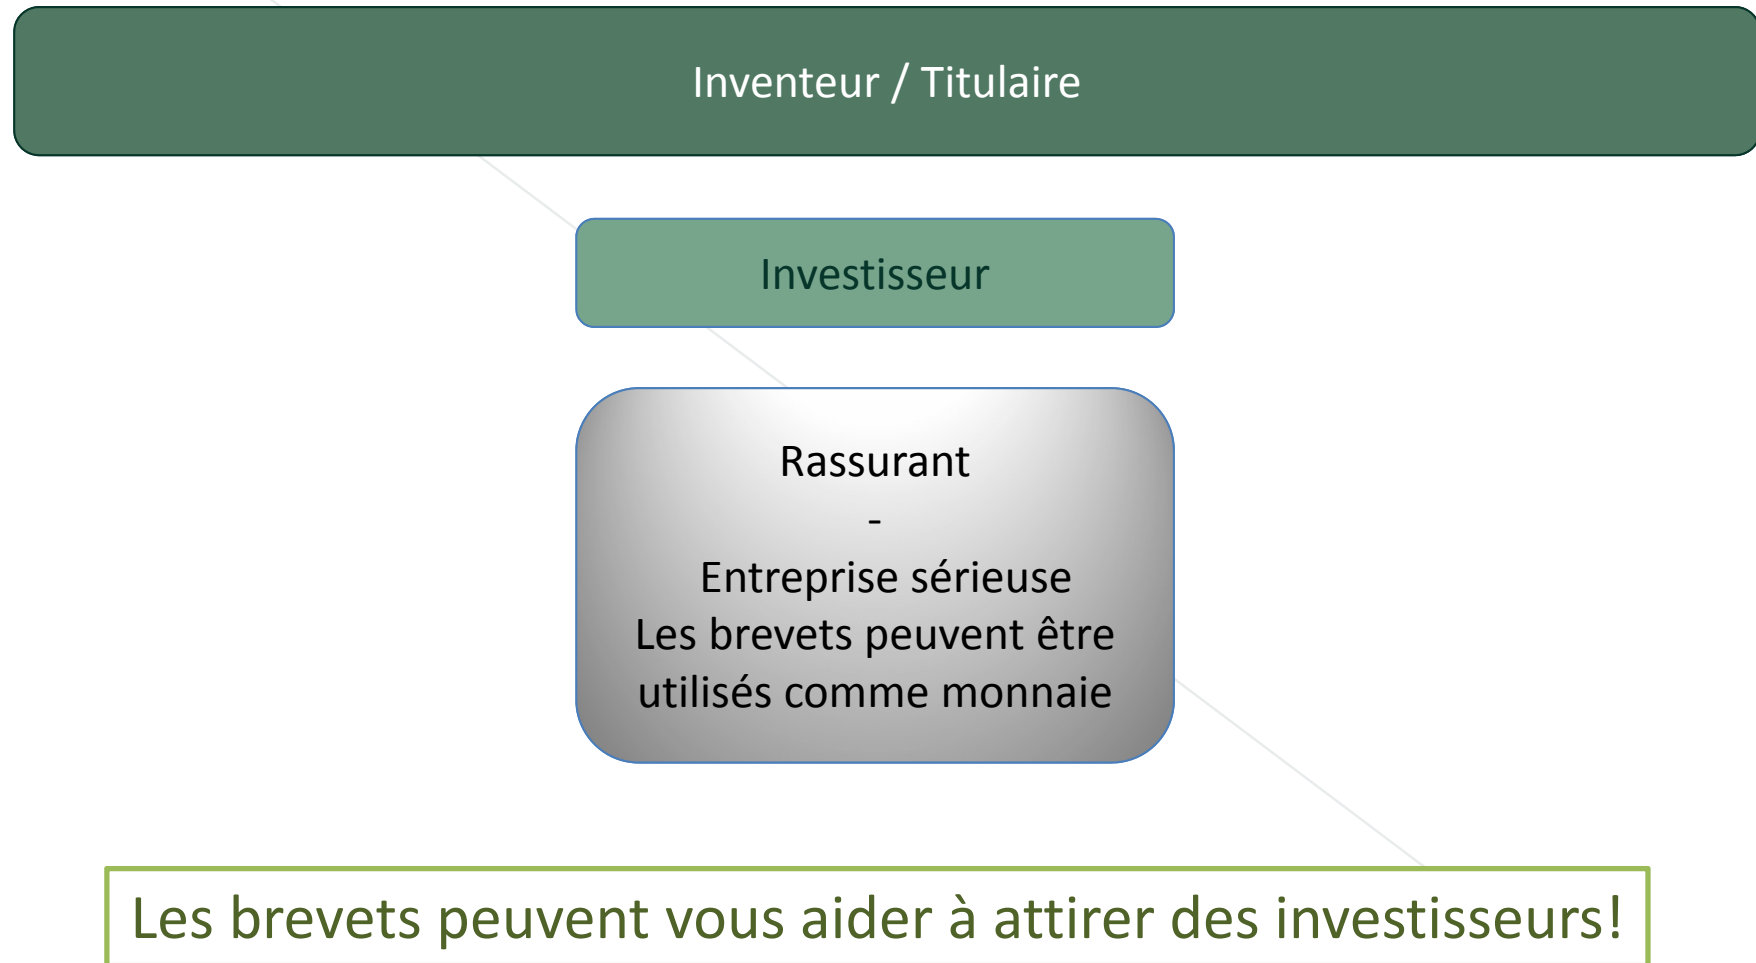 Inventeur / Titulaire
Investisseur
Rassurant
-
Entreprise sérieuse
Les brevets peuvent être
utilisés comme monnaie
Les brevets peuvent vous aider à attirer des investisseurs!